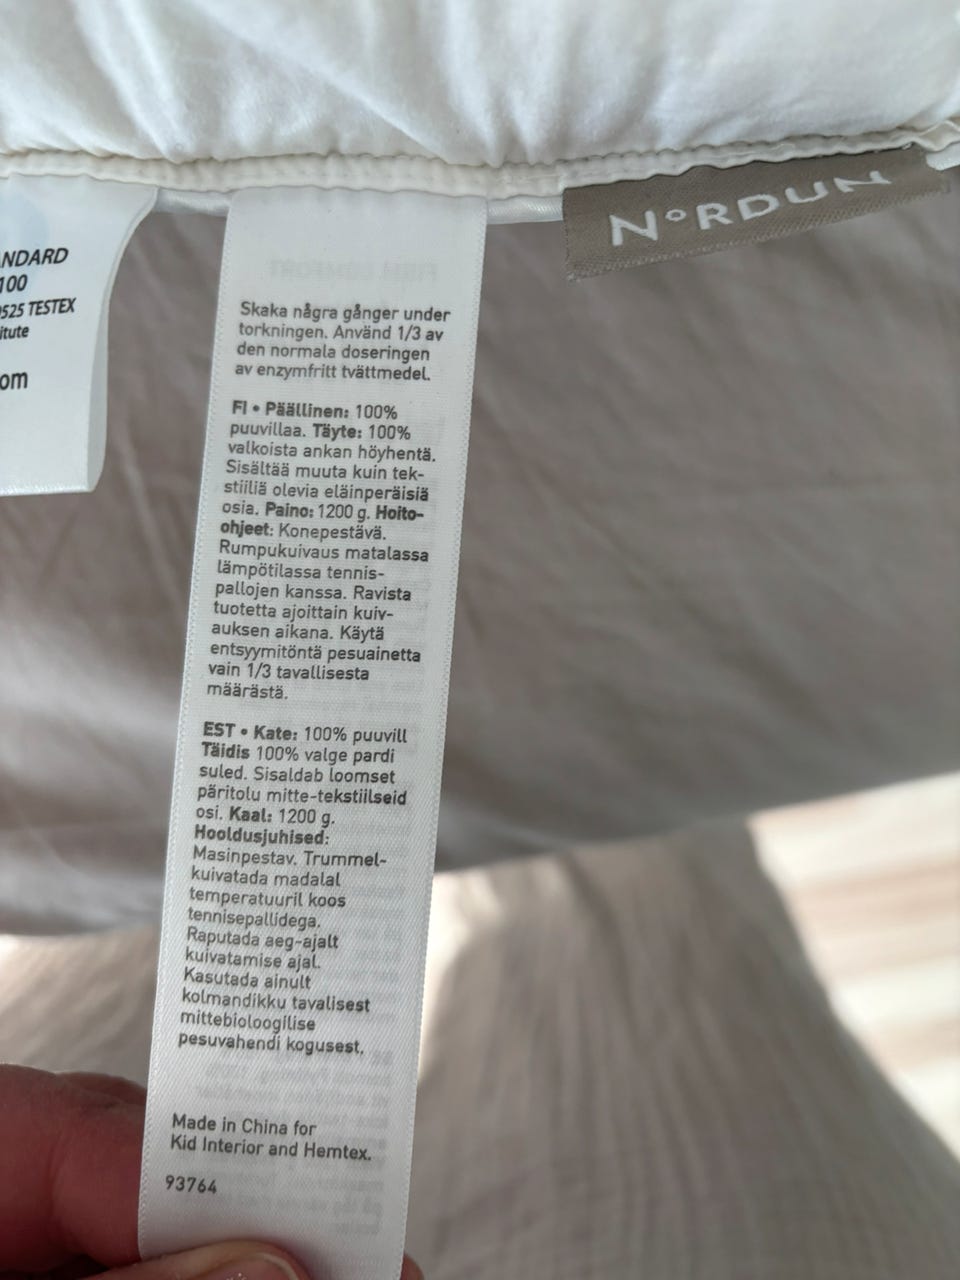 NDARD
100
525 TESTEX
itute
om
NORDUN
Skaka några gånger under
torkningen. Använd 1/3 av
den normala doseringen
av enzymfritt tvättmedel.
FI • Päällinen: 100%
puuvillaa. Täyte: 100%
valkoista ankan höyhentä.
Sisältää muuta kuin tek-
stiiliä olevia eläinperäisiä
osia. Paino: 1200 g. Hoito-
ohjeet: Konepestävä.
Rumpukuivaus matalassa
lämpötilassa tennis-
pallojen kanssa. Ravista
tuotetta ajoittain kuiv-
auksen aikana. Käytä
entsyymitöntä pesuainetta
vain 1/3 tavallisesta
määrästä.
EST • Kate: 100% puuvill
Täidis 100% valge pardi
suled. Sisaldab loomset
päritolu mitte-tekstiilseid
osi. Kaal: 1200 g.
Hooldusjuhised:
Masinpestav. Trummel-
kuivatada madalal
temperatuuril koos
tennisepallidega.
Raputada aeg-ajalt
kuivatamise ajal.
Kasutada ainult
kolmandikku tavalisest
mittebioloogilise
pesuvahendi kogusest.
Made in China for
Kid Interior and Hemtex.
93764